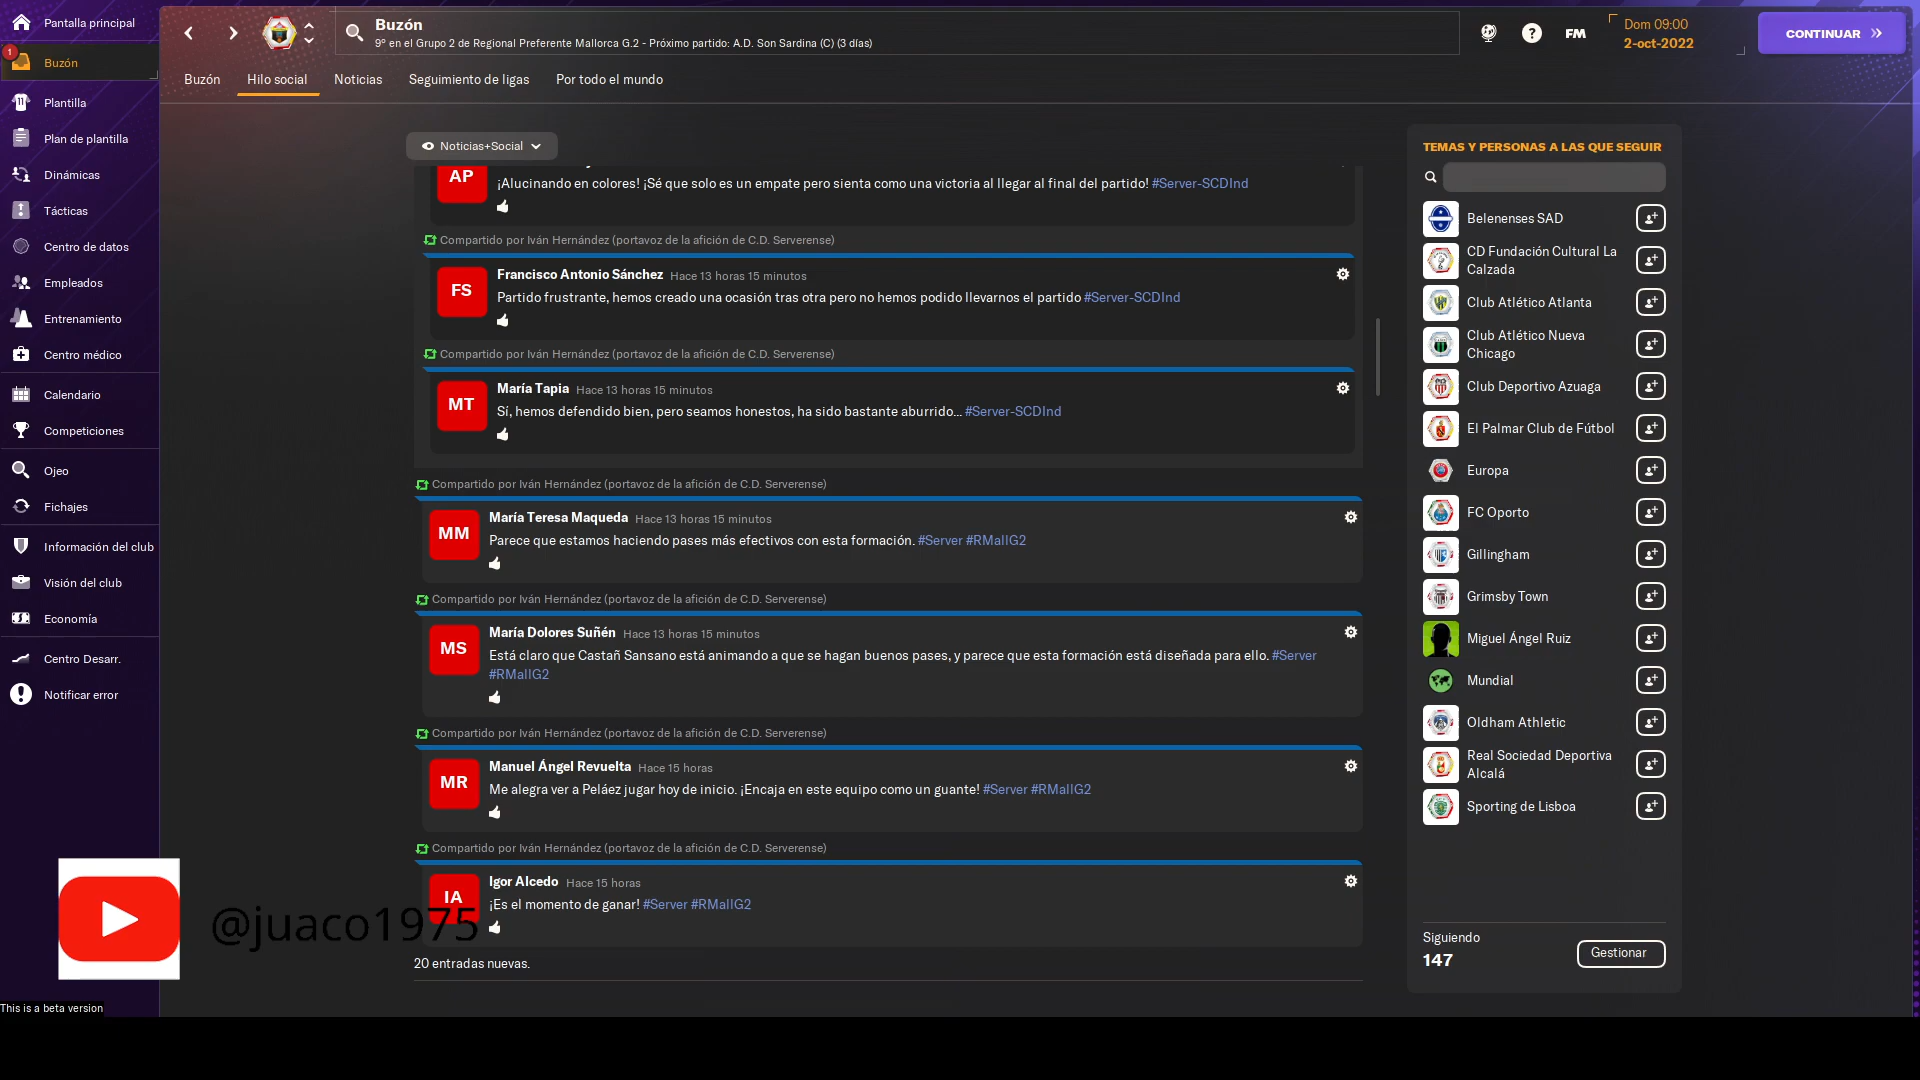 Pantalla principal
1
Buzón
Plantilla
Plan de plantilla
Dinámicas
Tácticas
Centro de datos
Empleados
Entrenamiento
Centro médico
Calendario
Competiciones
Ojeo
Fichajes
Información del club
Visión del club
Economía
Centro Desarr.
Notificar error
This is a beta version
Buzón
9º en el Grupo 2 de Regional Preferente Mallorca G.2 - Próximo partido: A.D. Son Sardina (C) (3 días)
FM
Dom 09:00
2-oct-2022
CONTINUAR
Buzón Hilo social Noticias Seguimiento de ligas Por todo el mundo
Noticias+Social
AP
¡Alucinando en colores! ¡Sé que solo es un empate pero sienta como una victoria al llegar al final del partido! #Server-SCDInd
Compartido por Iván Hernández (portavoz de la afición de C.D. Serverense)
FS
Francisco Antonio Sánchez Hace 13 horas 15 minutos
Partido frustrante, hemos creado una ocasión tras otra pero no hemos podido llevarnos el partido #Server-SCDInd
Compartido por Iván Hernández (portavoz de la afición de C.D. Serverense)
MT
María Tapia Hace 13 horas 15 minutos
Sí, hemos defendido bien, pero seamos honestos, ha sido bastante aburrido... #Server-SCDInd
Compartido por Iván Hernández (portavoz de la afición de C.D. Serverense)
MM
María Teresa Maqueda Hace 13 horas 15 minutos
Parece que estamos haciendo pases más efectivos con esta formación. #Server #RMallG2
Compartido por Iván Hernández (portavoz de la afición de C.D. Serverense)
MS
María Dolores Suñén Hace 13 horas 15 minutos
Está claro que Castañ Sansano está animando a que se hagan buenos pases, y parece que esta formación está diseñada para ello. #Server
#RMallG2
Compartido por Iván Hernández (portavoz de la afición de C.D. Serverense)
MR
Manuel Ángel Revuelta Hace 15 horas
Me alegra ver a Peláez jugar hoy de inicio. ¡Encaja en este equipo como un guante! #Server #RMallG2
Compartido por Iván Hernández (portavoz de la afición de C.D. Serverense)
IA
Igor Alcedo Hace 15 horas
¡Es el momento de ganar! #Server #RMallG2
@juaco1975
20 entradas nuevas.
TEMAS Y PERSONAS A LAS QUE SEGUIR
Belenenses SAD
CD Fundación Cultural La
Calzada
Club Atlético Atlanta
Club Atlético Nueva
Chicago
Club Deportivo Azuaga
El Palmar Club de Fútbol
Europa
FC Oporto
Gillingham
Grimsby Town
Miguel Ángel Ruiz
Mundial
Oldham Athletic
Real Sociedad Deportiva
Alcalá
Sporting de Lisboa
Siguiendo
147
Gestionar